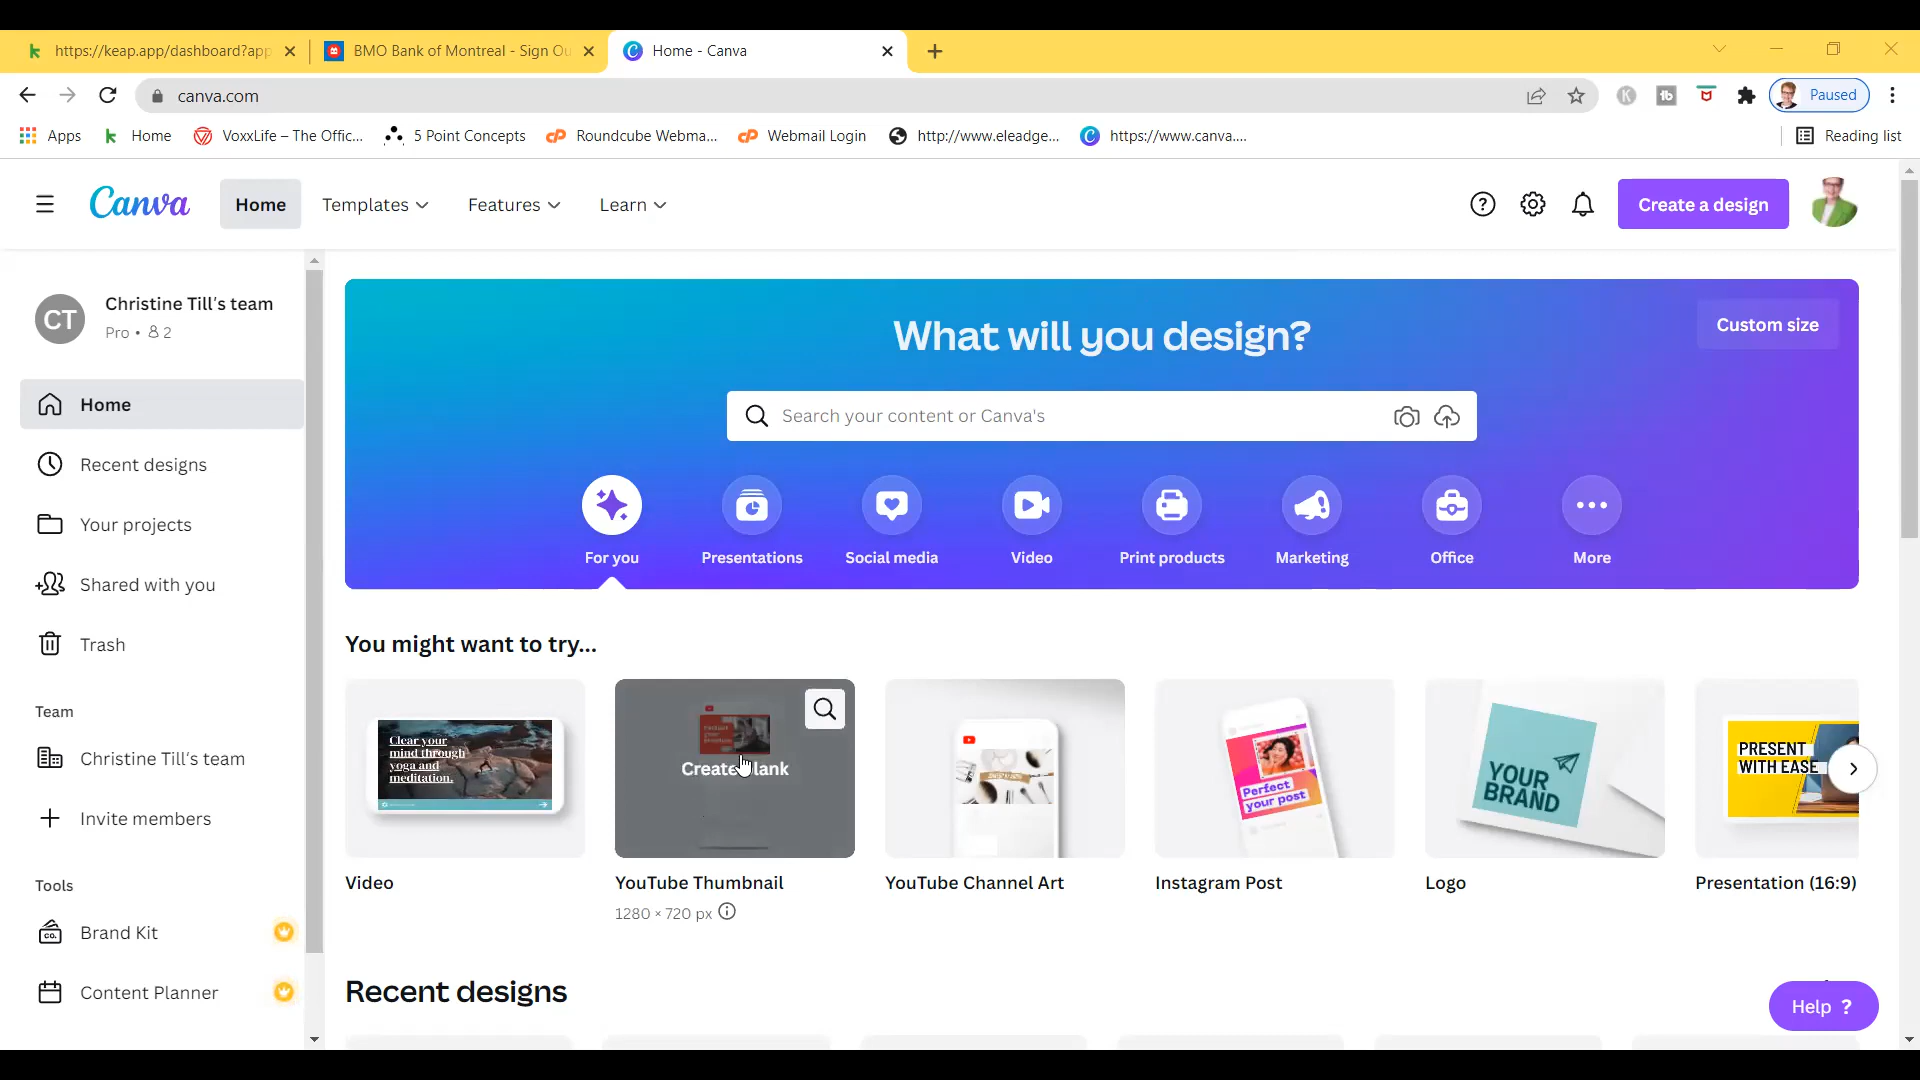 https://keap.app/dashboard?app
BMO Bank of Montreal - Sign Ou
Home - Canva
canva.com
Paused
Apps
Home
VoxxLife – The Offic...
5 Point Concepts
Roundcube Webma...
Webmail Login
http://www.eleadge...
https://www.canva....
Reading list
Canva
Home
Templates
Features
Learn
Create a design
CT
Christine Till's team
Pro • 2
Home
Recent designs
Your projects
Shared with you
Trash
Team
Christine Till's team
Invite members
Tools
Brand Kit
Content Planner
What will you design?
Custom size
Search your content or Canva's
For you
Presentations
Social media
Video
Print products
Marketing
Office
More
You might want to try...
Clear your
mind through
yoga and
meditation.
Create blank
Perfect
your post
YOUR
BRAND
PRESENT
WITH EASE
Video
YouTube Thumbnail
1280 × 720 px
YouTube Channel Art
Instagram Post
Logo
Presentation (16:9)
Recent designs
Help ?